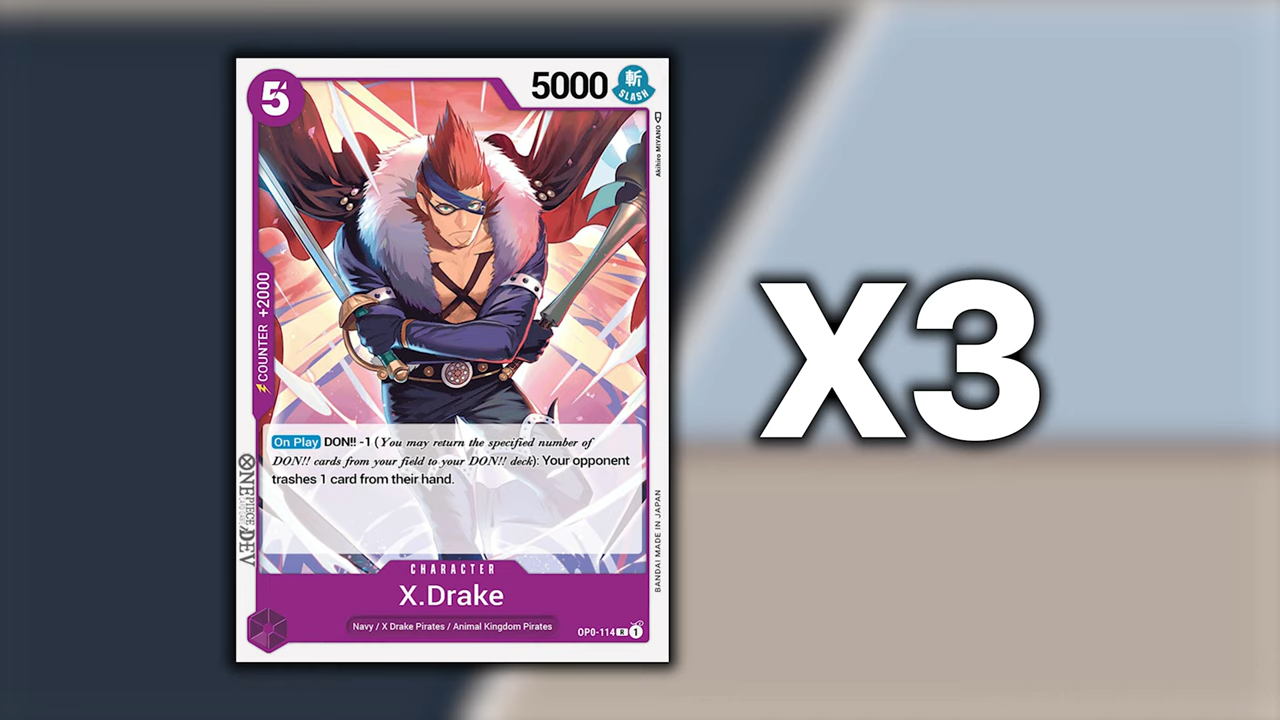 5
5000
斬
SLASH
Akihiro MIYANO
COUNTER +2000
On Play DON!! -1 (You may return the specified number of
DON!! cards from your field to your DON!! deck): Your opponent
trashes 1 card from their hand.
ONE PIECE
DEV
BANDAI MADE IN JAPAN
CHARACTER
X.Drake
Navy / X Drake Pirates / Animal Kingdom Pirates
OP0-114 R 1
X3